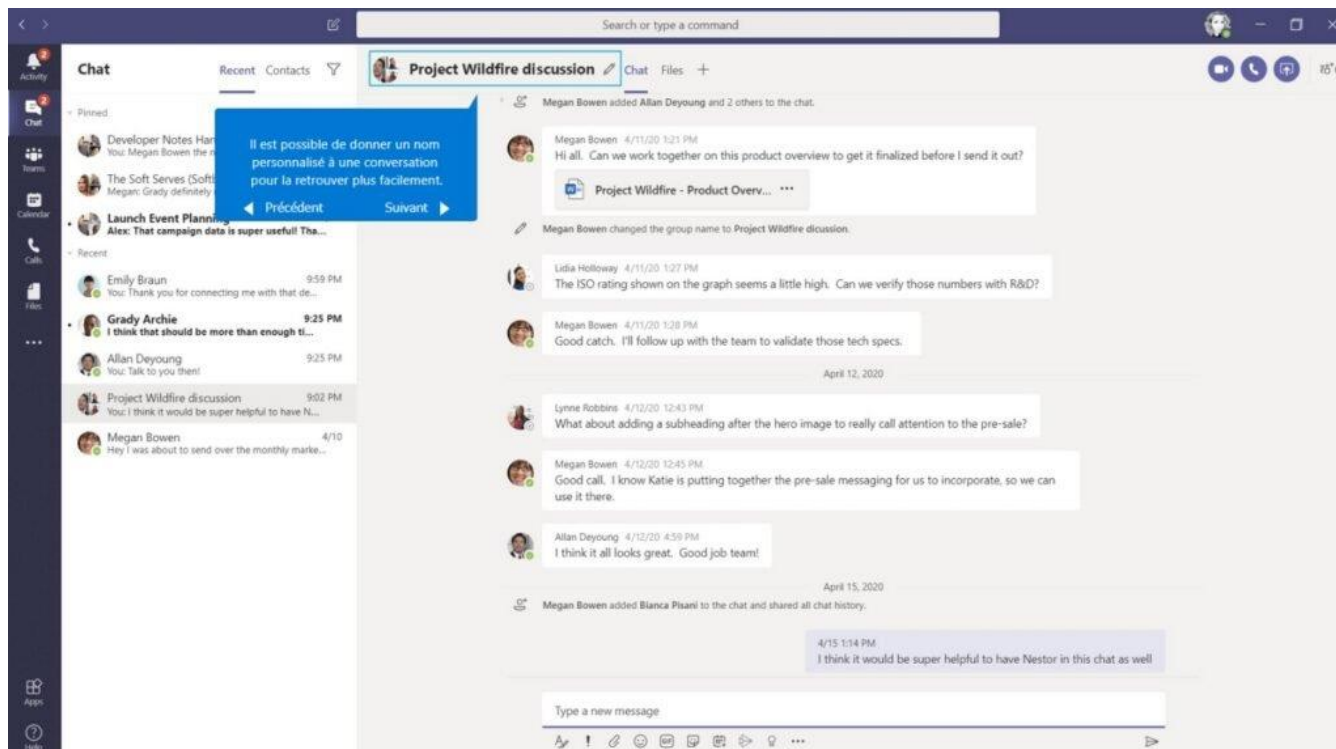 Search or type a command
2
Activity
2
Chat
Teams
Calendar
Calls
Files
Apps
Help
Chat
Recent Contacts
Pinned
Developer Notes Har
You: Megan Bowen the n
The Soft Serves (Softb
Megan: Grady definitely
Launch Event Planni
Alex: That campaign data is super useful! Tha...
Recent
Emily Braun 9:59 PM
You: Thank you for connecting me with that de...
Grady Archie 9:25 PM
I think that should be more than enough ti...
Allan Deyoung 9:25 PM
You: Talk to you then!
Project Wildfire discussion 9:02 PM
You: I think it would be super helpful to have N...
Megan Bowen 4/10
Hey I was about to send over the monthly marke...
Il est possible de donner un nom
personnalisé à une conversation
pour la retrouver plus facilement.
Précédent Suivant
Project Wildfire discussion Chat Files
Megan Bowen added Allan Deyoung and 2 others to the chat.
Megan Bowen 4/11/20 1:21 PM
Hi all. Can we work together on this product overview to get it finalized before I send it out?
Project Wildfire - Product Overv...
Megan Bowen changed the group name to Project Wildfire dicussion.
Lidia Holloway 4/11/20 1:27 PM
The ISO rating shown on the graph seems a little high. Can we verify those numbers with R&D?
Megan Bowen 4/11/20 1:28 PM
Good catch. I'll follow up with the team to validate those tech specs.
April 12, 2020
Lynne Robbins 4/12/20 12:43 PM
What about adding a subheading after the hero image to really call attention to the pre-sale?
Megan Bowen 4/12/20 12:45 PM
Good call. I know Katie is putting together the pre-sale messaging for us to incorporate, so we can
use it there.
Allan Deyoung 4/12/20 4:59 PM
I think it all looks great. Good job team!
April 15, 2020
Megan Bowen added Bianca Pisani to the chat and shared all chat history.
4/15 1:14 PM
I think it would be super helpful to have Nestor in this chat as well
Type a new message
GIF